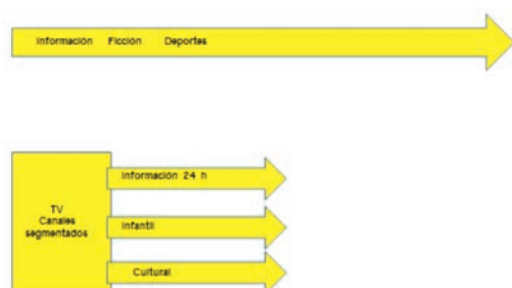 Información Ficción Deportes
Información 24 h
TV
Canales
segmentados
Infantil
Cultural